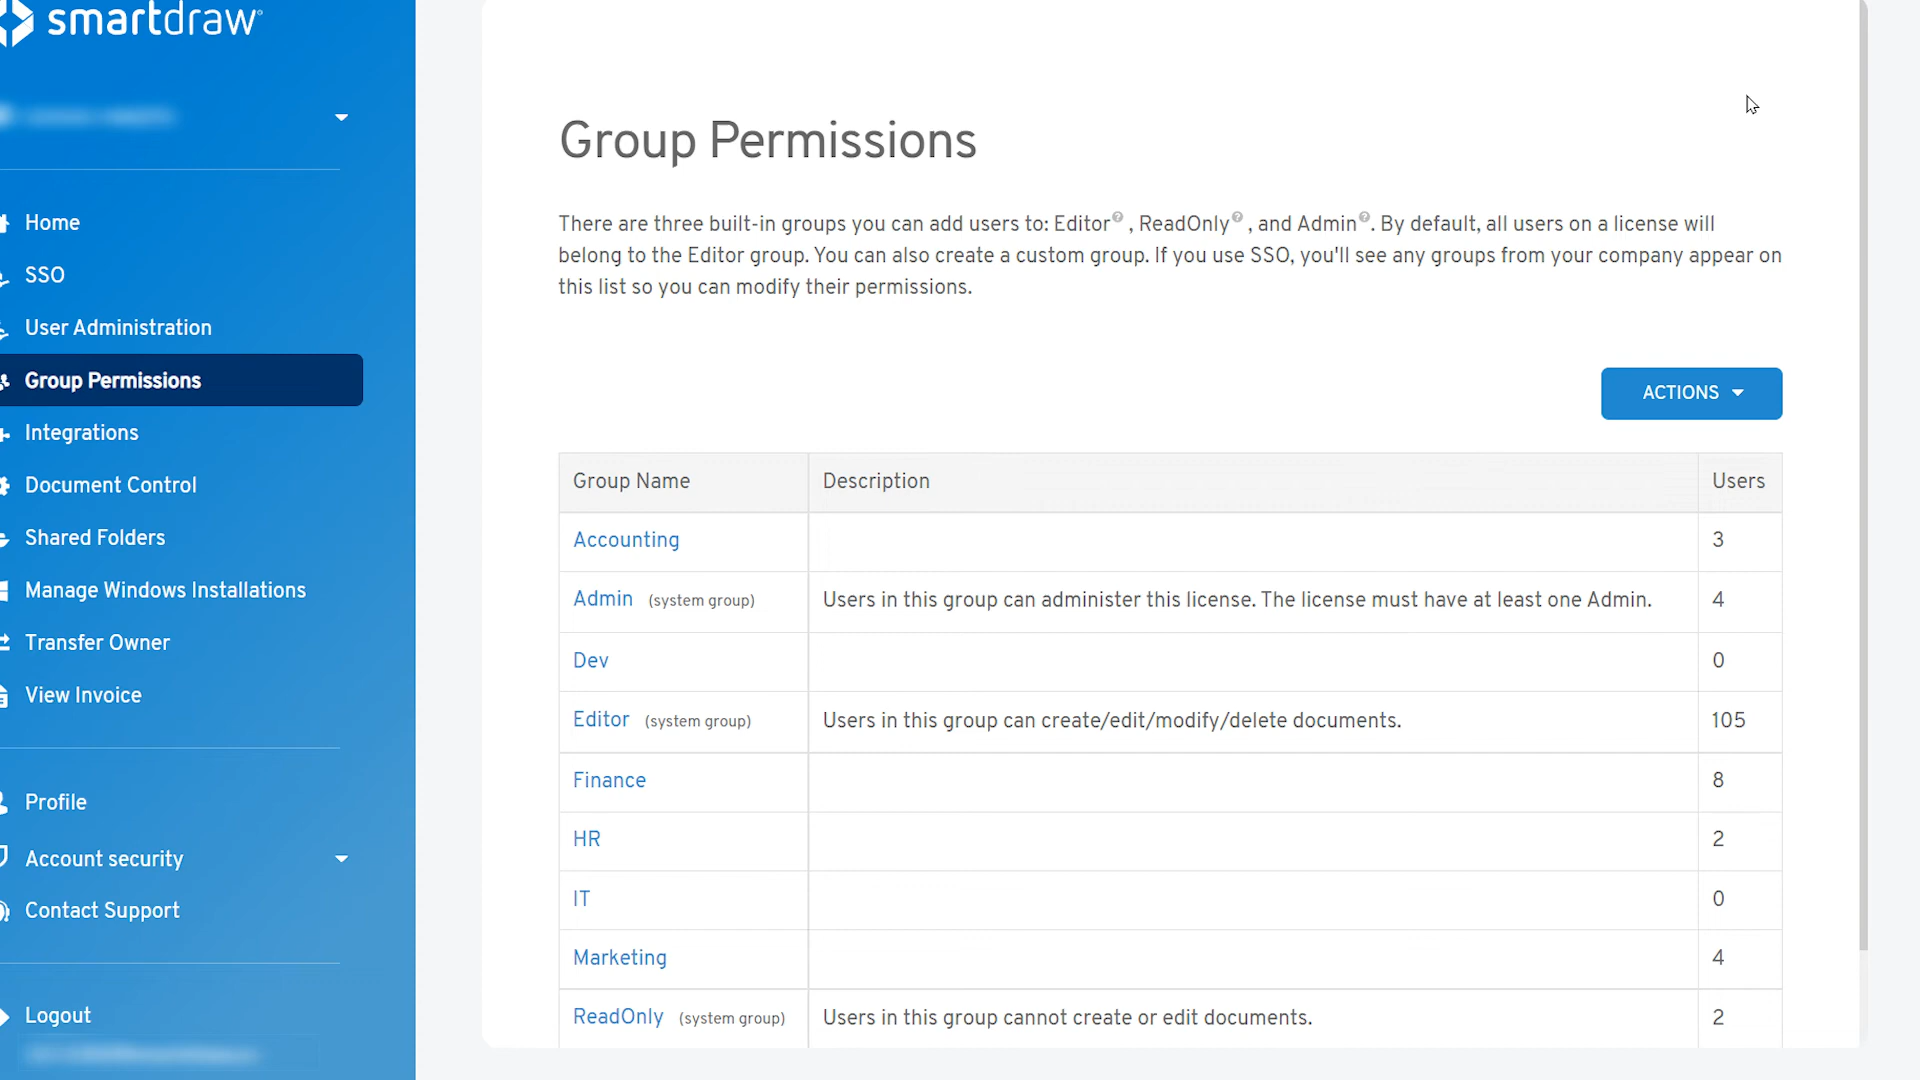 smartdraw
Home
SSO
User Administration
Group Permissions
Integrations
Document Control
Shared Folders
Manage Windows Installations
Transfer Owner
View Invoice
Profile
Account security
Contact Support
Logout
Group Permissions
There are three built-in groups you can add users to: Editor? , ReadOnly? , and Admin?. By default, all users on a license will
belong to the Editor group. You can also create a custom group. If you use SSO, you'll see any groups from your company appear on
this list so you can modify their permissions.
ACTIONS
Group Name Description Users
Accounting 3
Admin (system group) Users in this group can administer this license. The license must have at least one Admin. 4
Dev 0
Editor (system group) Users in this group can create/edit/modify/delete documents. 105
Finance 8
HR 2
IT 0
Marketing 4
ReadOnly (system group) Users in this group cannot create or edit documents. 2